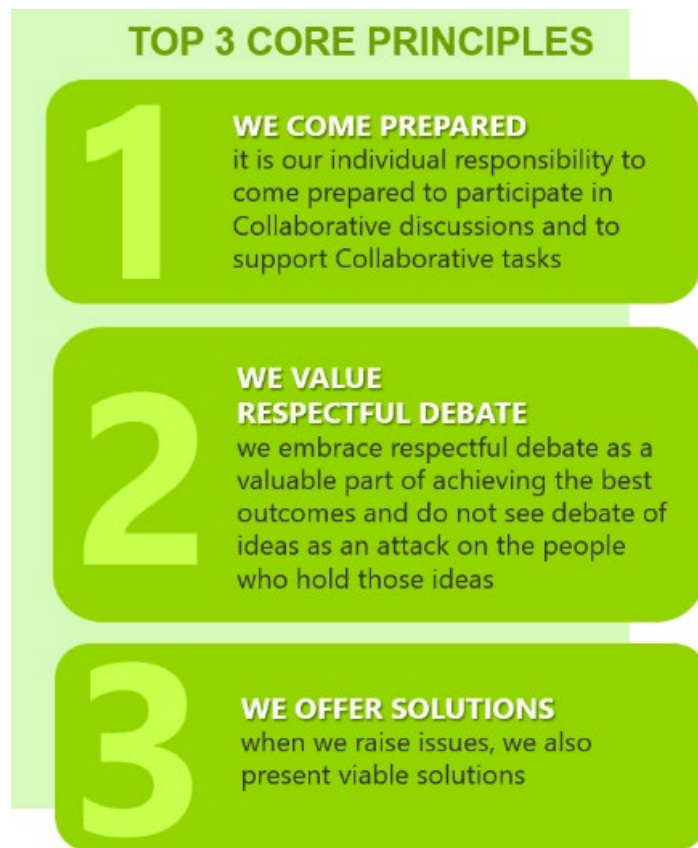 TOP 3 CORE PRINCIPLES
1
WE COME PREPARED
it is our individual responsibility to
come prepared to participate in
Collaborative discussions and to
support Collaborative tasks
2
WE VALUE
RESPECTFUL DEBATE
we embrace respectful debate as a
valuable part of achieving the best
outcomes and do not see debate of
ideas as an attack on the people
who hold those ideas
3
WE OFFER SOLUTIONS
when we raise issues, we also
present viable solutions